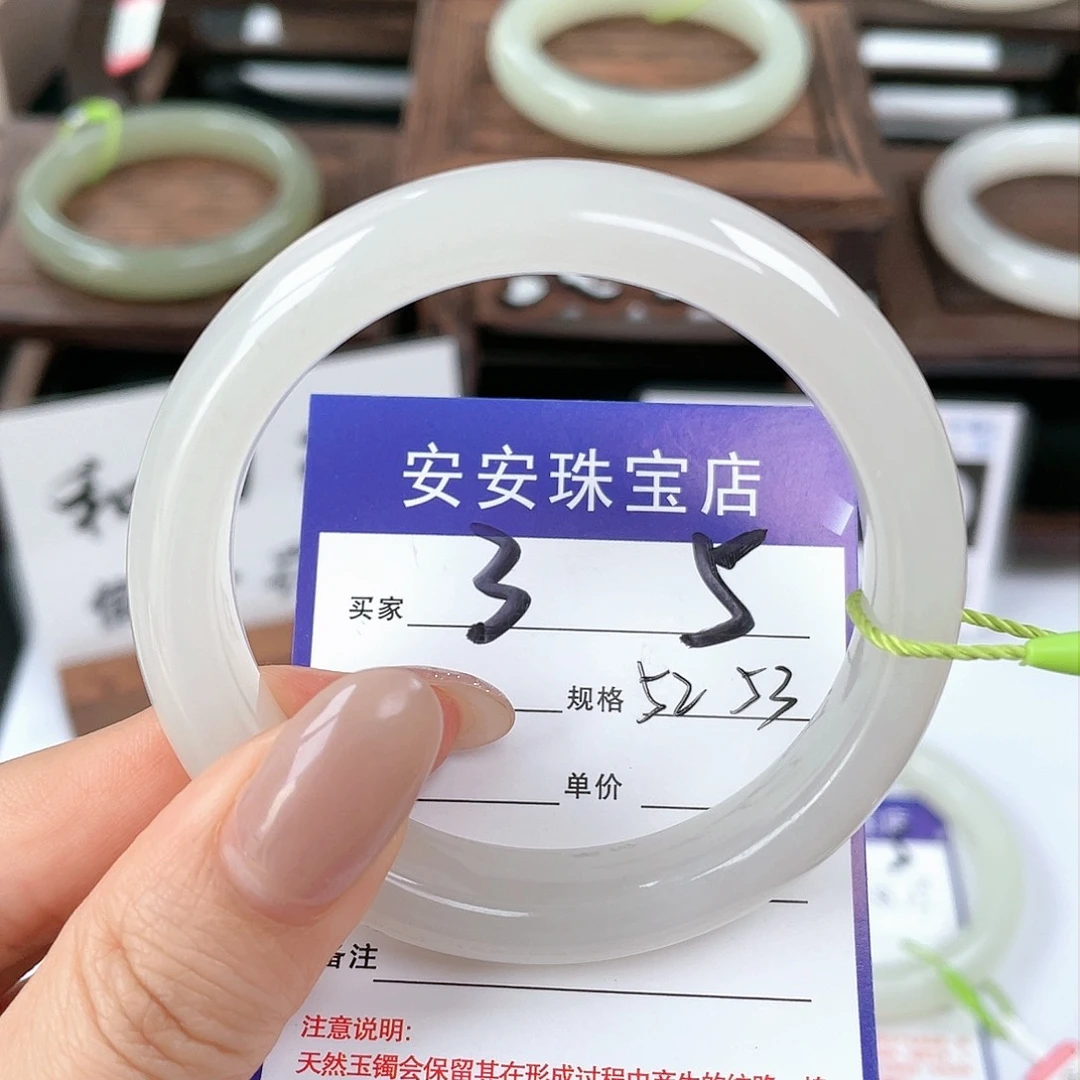 安安珠宝店
买家 3 5
规格 52 53
单价
备注
注意说明:
天然玉镯会保留其在形成过程中产生的纹路